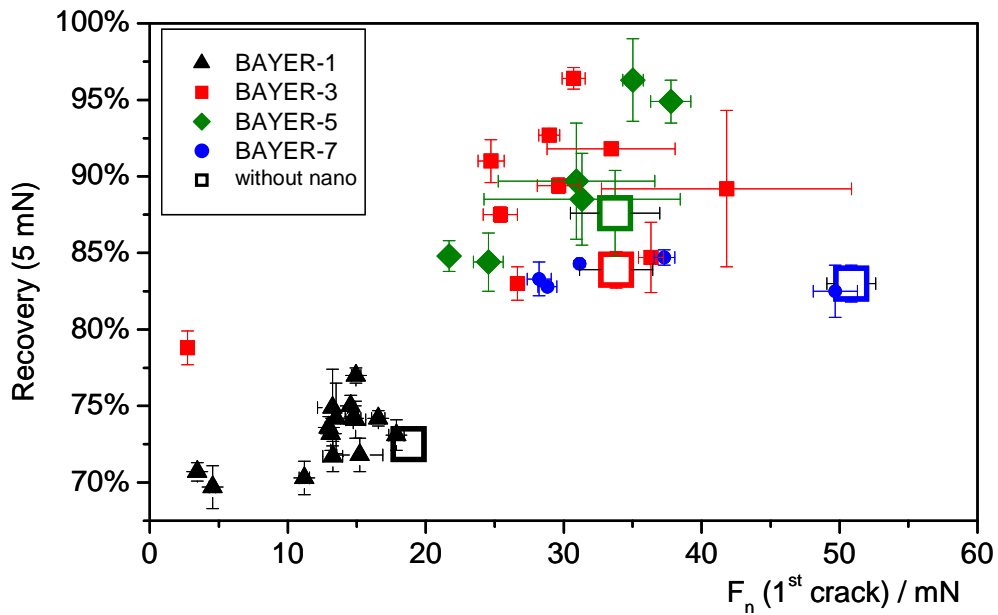 100%
95%
90%
85%
80%
75%
70%
Recovery (5 mN)
BAYER-1
BAYER-3
BAYER-5
BAYER-7
without nano
0 10 20 30 40 50 60
Fₙ (1ˢᵗ crack) / mN